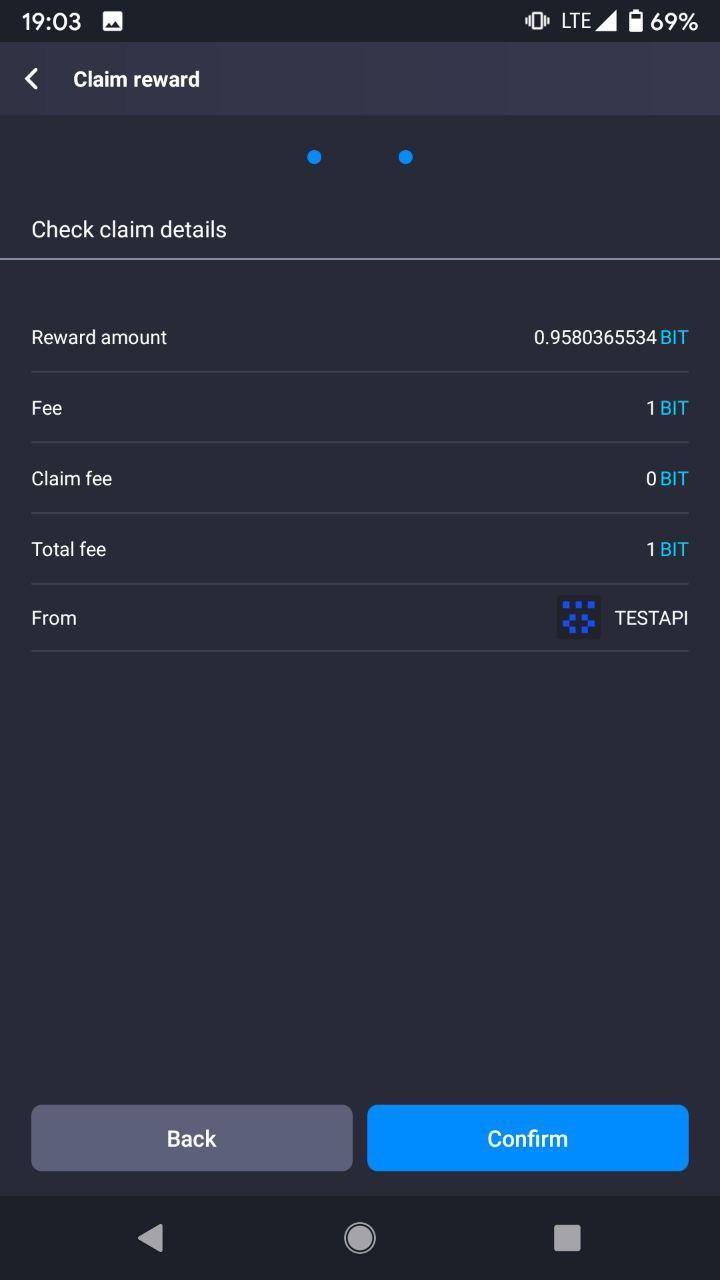 19:03 LTE 69%
Claim reward
Check claim details
Reward amount 0.9580365534 BIT
Fee 1 BIT
Claim fee 0 BIT
Total fee 1 BIT
From TESTAPI
Back Confirm